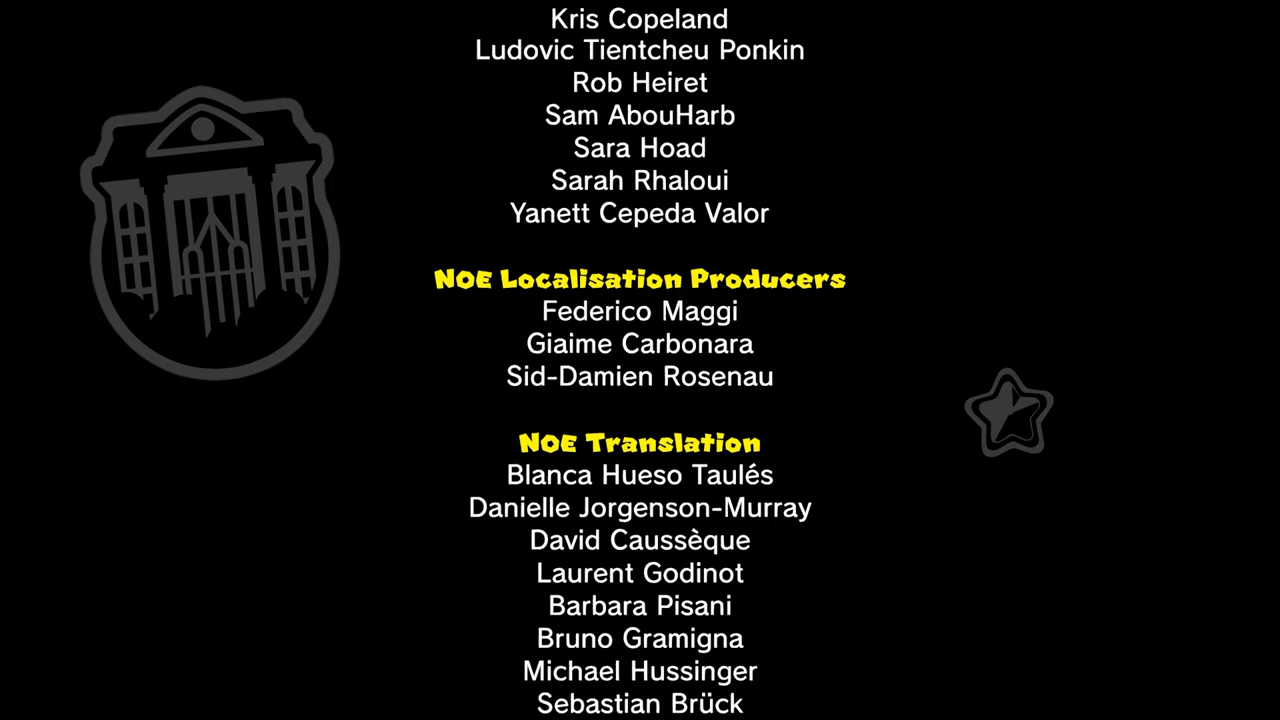 Kris Copeland
Ludovic Tientcheu Ponkin
Rob Heiret
Sam AbouHarb
Sara Hoad
Sarah Rhaloui
Yanett Cepeda Valor
NOE Localisation Producers
Federico Maggi
Giaime Carbonara
Sid-Damien Rosenau
NOE Translation
Blanca Hueso Taulés
Danielle Jorgenson-Murray
David Caussèque
Laurent Godinot
Barbara Pisani
Bruno Gramigna
Michael Hussinger
Sebastian Brück